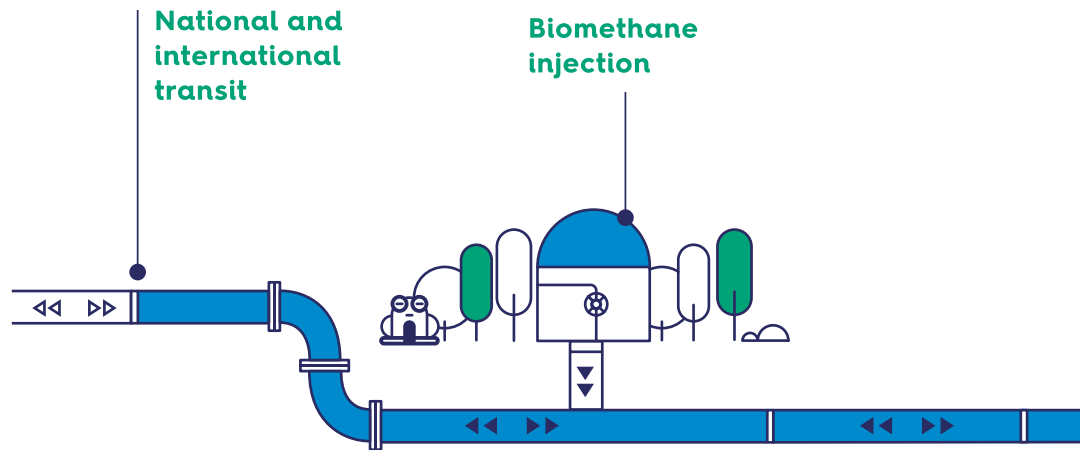 National and
international
transit
Biomethane
injection